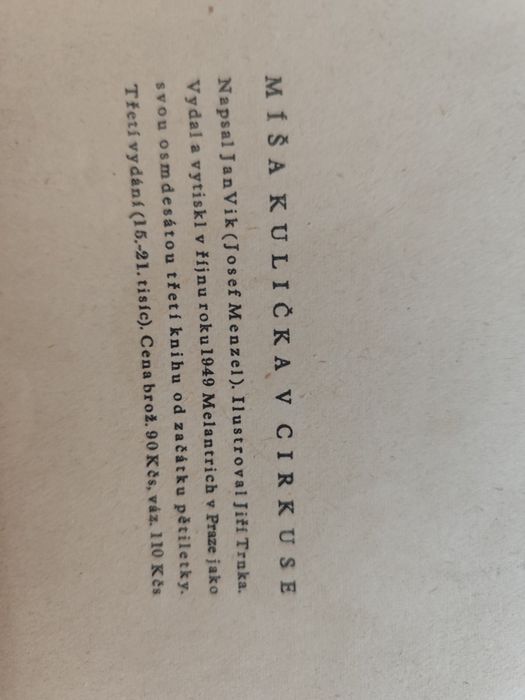 MÍŠA KULIČKA V CIRKUSE
Napsal Jan Vik (Josef Menzel). Ilustroval Jiří Trnka.
Vydal a vytiskl v říjnu roku 1949 Melantrich v Praze jako
svou osmdesátou třetí knihu od začátku pětiletky.
Třetí vydání (15.-21. tisíc). Cena brož. 90 Kčs, váz. 110 Kčs